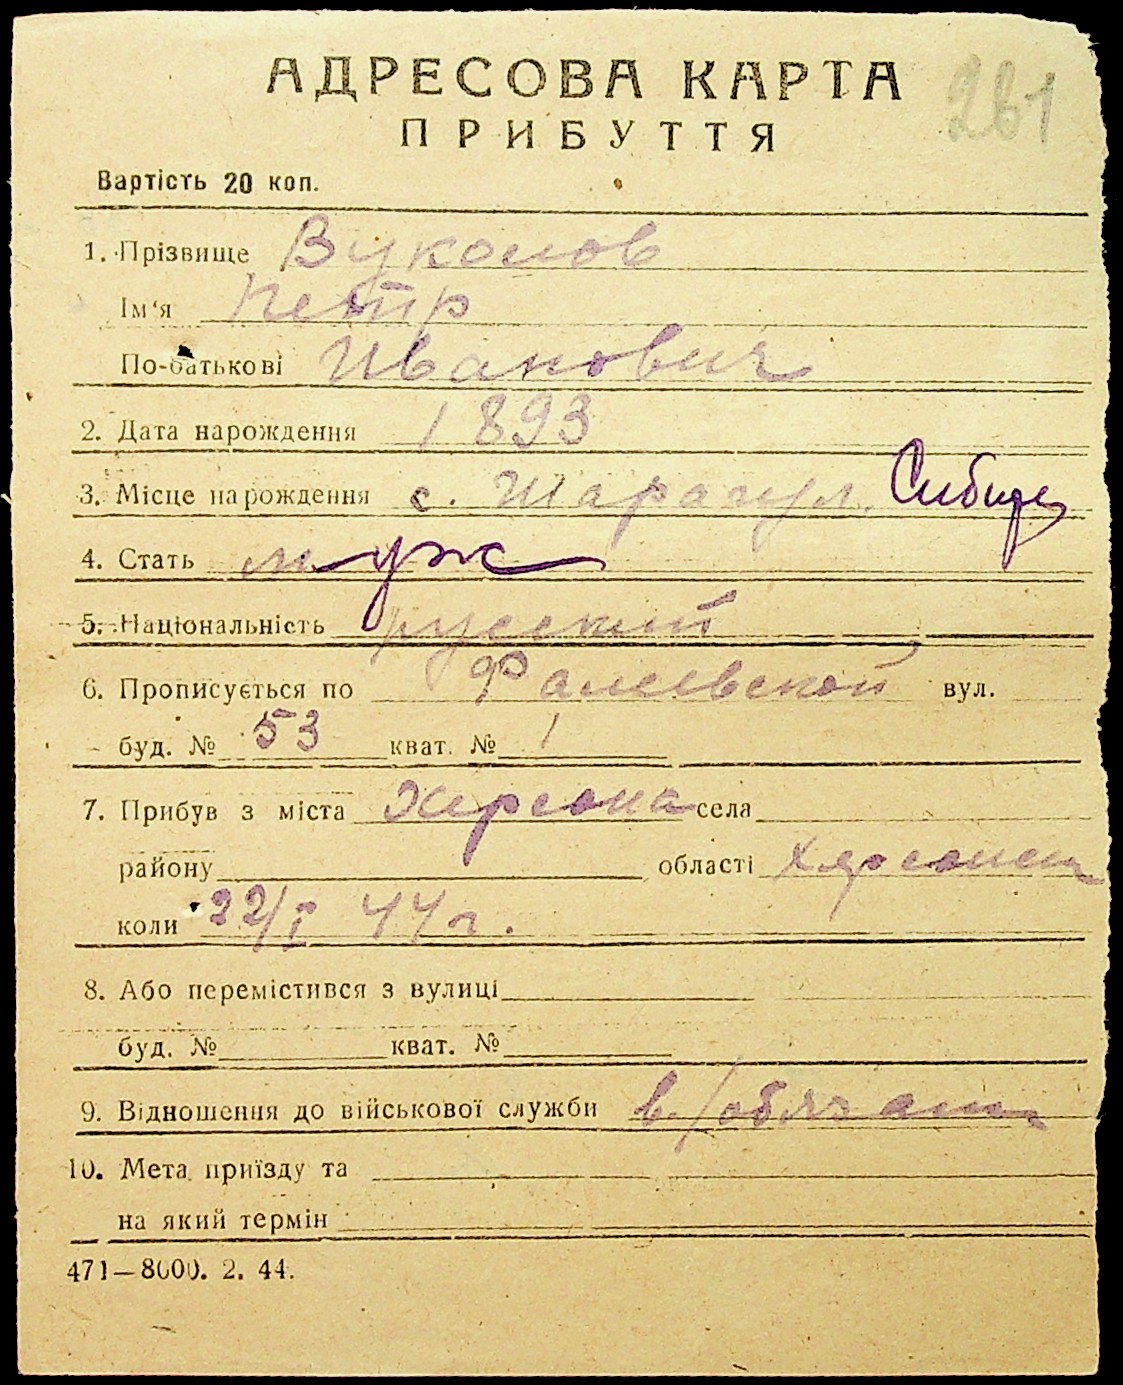 АДРЕСОВА КАРТА 261
ПРИБУТТЯ
Вартість 20 коп.
1. Прізвище Вуколов
Ім'я Петр
По-батькові Иванович
2. Дата народження 1893
3. Місце народження с. Шарагул. Сибирь
4. Стать муж
5. Національність русский
6. Прописується по Фалеевской вул.
буд. № 53 кват. № 1
7. Прибув з міста Херсона села
району області Херсонск
коли 22/I 44 г.
8. Або перемістився з вулиці
буд. № кват. №
9. Відношення до військової служби в/обязанн
10. Мета приїзду та
на який термін
471—8000. 2. 44.